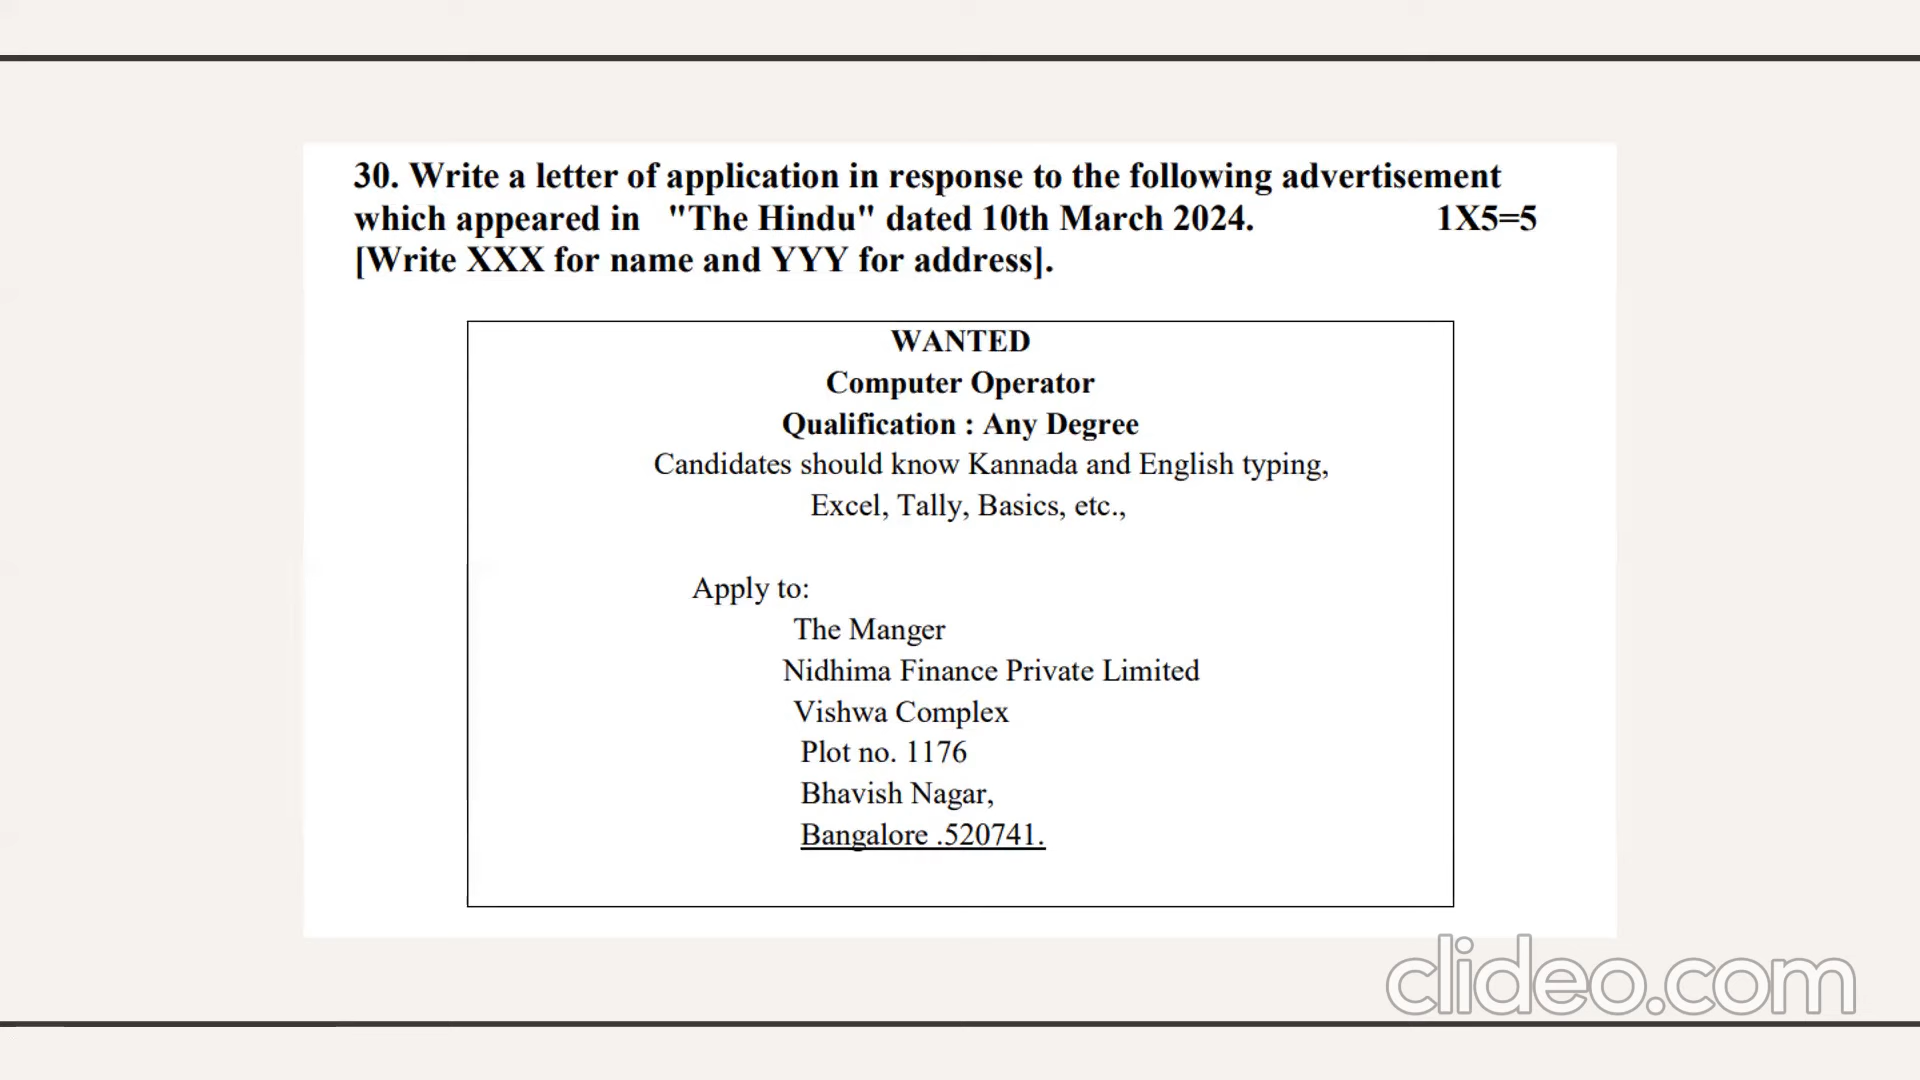 30. Write a letter of application in response to the following advertisement
which appeared in "The Hindu" dated 10th March 2024. 1X5=5
[Write XXX for name and YYY for address].
WANTED
Computer Operator
Qualification : Any Degree
Candidates should know Kannada and English typing,
Excel, Tally, Basics, etc.,
Apply to:
The Manger
Nidhima Finance Private Limited
Vishwa Complex
Plot no. 1176
Bhavish Nagar,
Bangalore .520741.
clideo.com